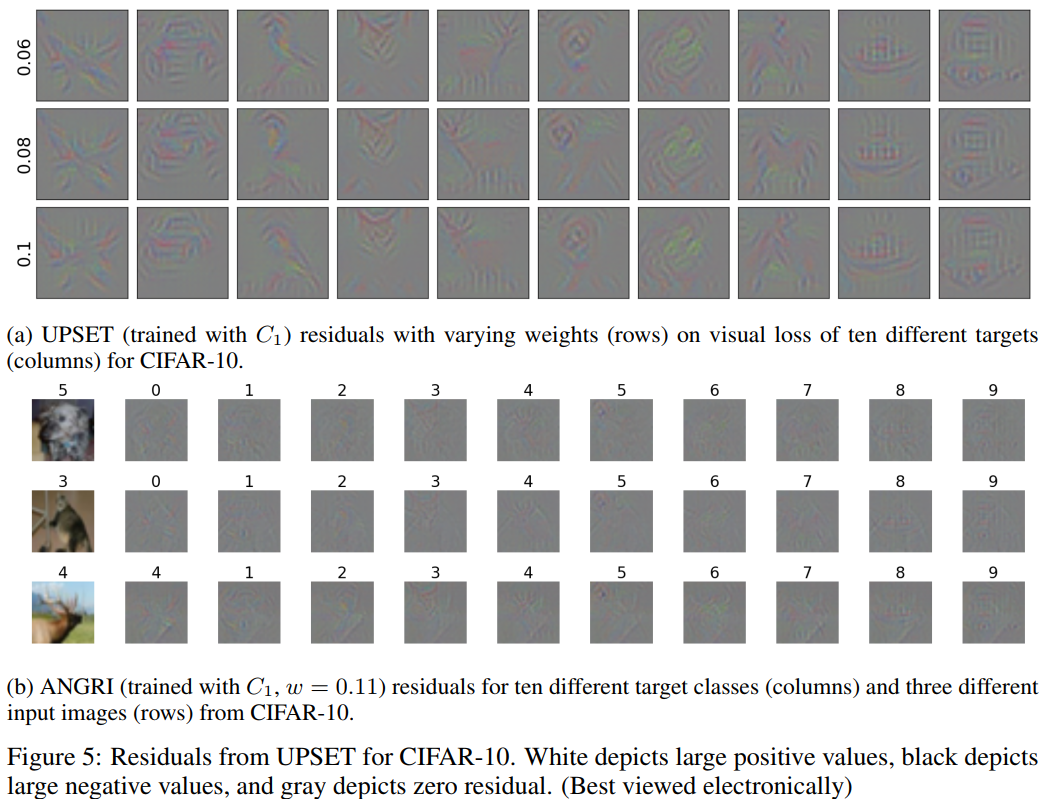 0.06
0.08
0.1
(a) UPSET (trained with C₁) residuals with varying weights (rows) on visual loss of ten different targets
(columns) for CIFAR-10.
5 0 1 2 3 4 5 6 7 8 9
3 0 1 2 3 4 5 6 7 8 9
4 4 1 2 3 4 5 6 7 8 9
(b) ANGRI (trained with C₁, w = 0.11) residuals for ten different target classes (columns) and three different
input images (rows) from CIFAR-10.
Figure 5: Residuals from UPSET for CIFAR-10. White depicts large positive values, black depicts
large negative values, and gray depicts zero residual. (Best viewed electronically)